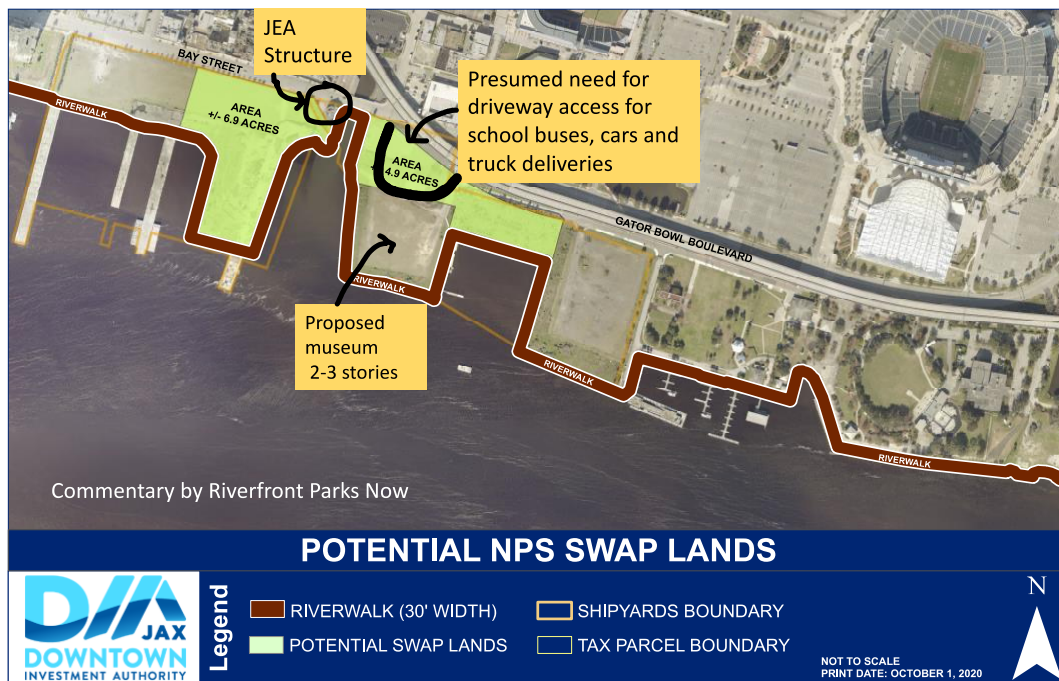 JEA
Structure
BAY STREET
Presumed need for
driveway access for
school buses, cars and
truck deliveries
RIVERWALK
AREA
+/- 6.9 ACRES
AREA
4.9 ACRES
GATOR BOWL BOULEVARD
RIVERWALK
Proposed
museum
2-3 stories
RIVERWALK
RIVERWALK
Commentary by Riverfront Parks Now
POTENTIAL NPS SWAP LANDS
DIA
JAX
DOWNTOWN
INVESTMENT AUTHORITY
Legend
RIVERWALK (30' WIDTH)
SHIPYARDS BOUNDARY
POTENTIAL SWAP LANDS
TAX PARCEL BOUNDARY
N
NOT TO SCALE
PRINT DATE: OCTOBER 1, 2020